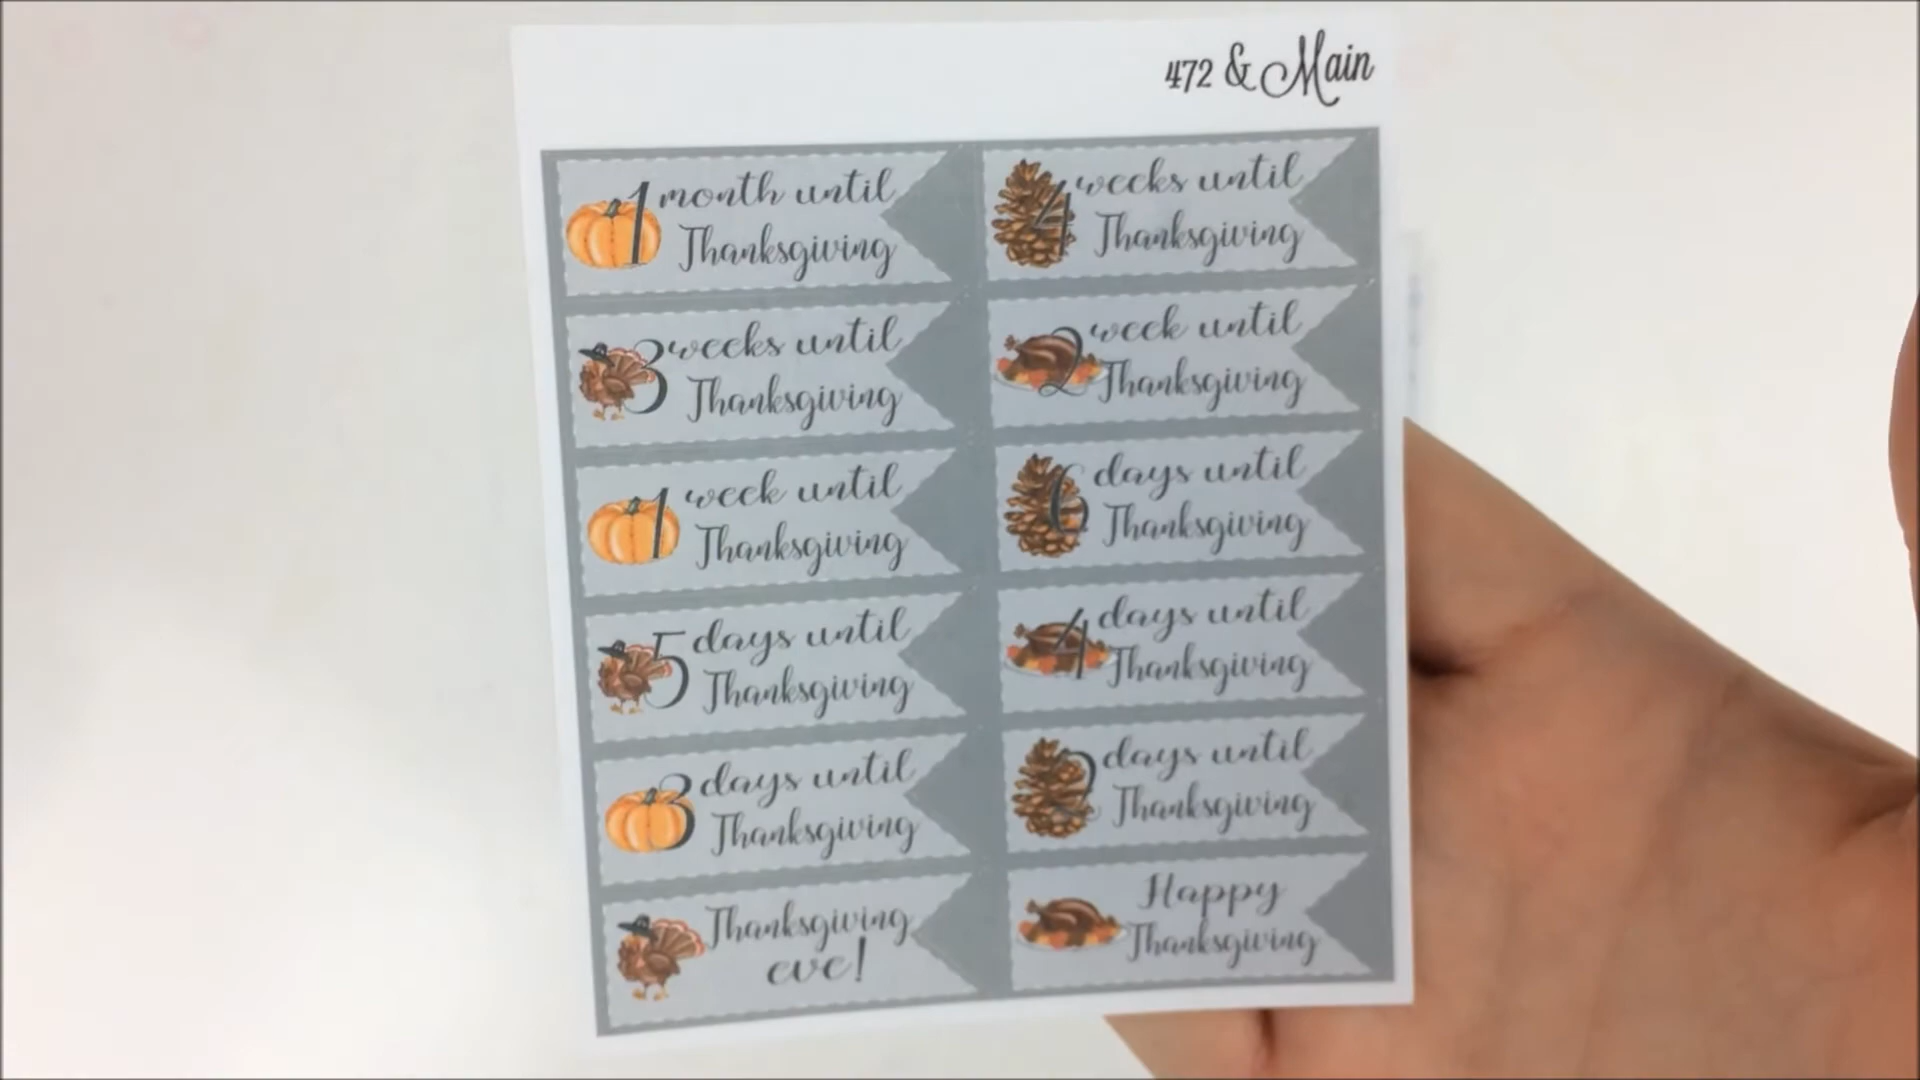 472 & Main
1 month until
Thanksgiving
4 weeks until
Thanksgiving
3 weeks until
Thanksgiving
2 week until
Thanksgiving
1 week until
Thanksgiving
6 days until
Thanksgiving
5 days until
Thanksgiving
4 days until
Thanksgiving
3 days until
Thanksgiving
2 days until
Thanksgiving
Thanksgiving
eve!
Happy
Thanksgiving